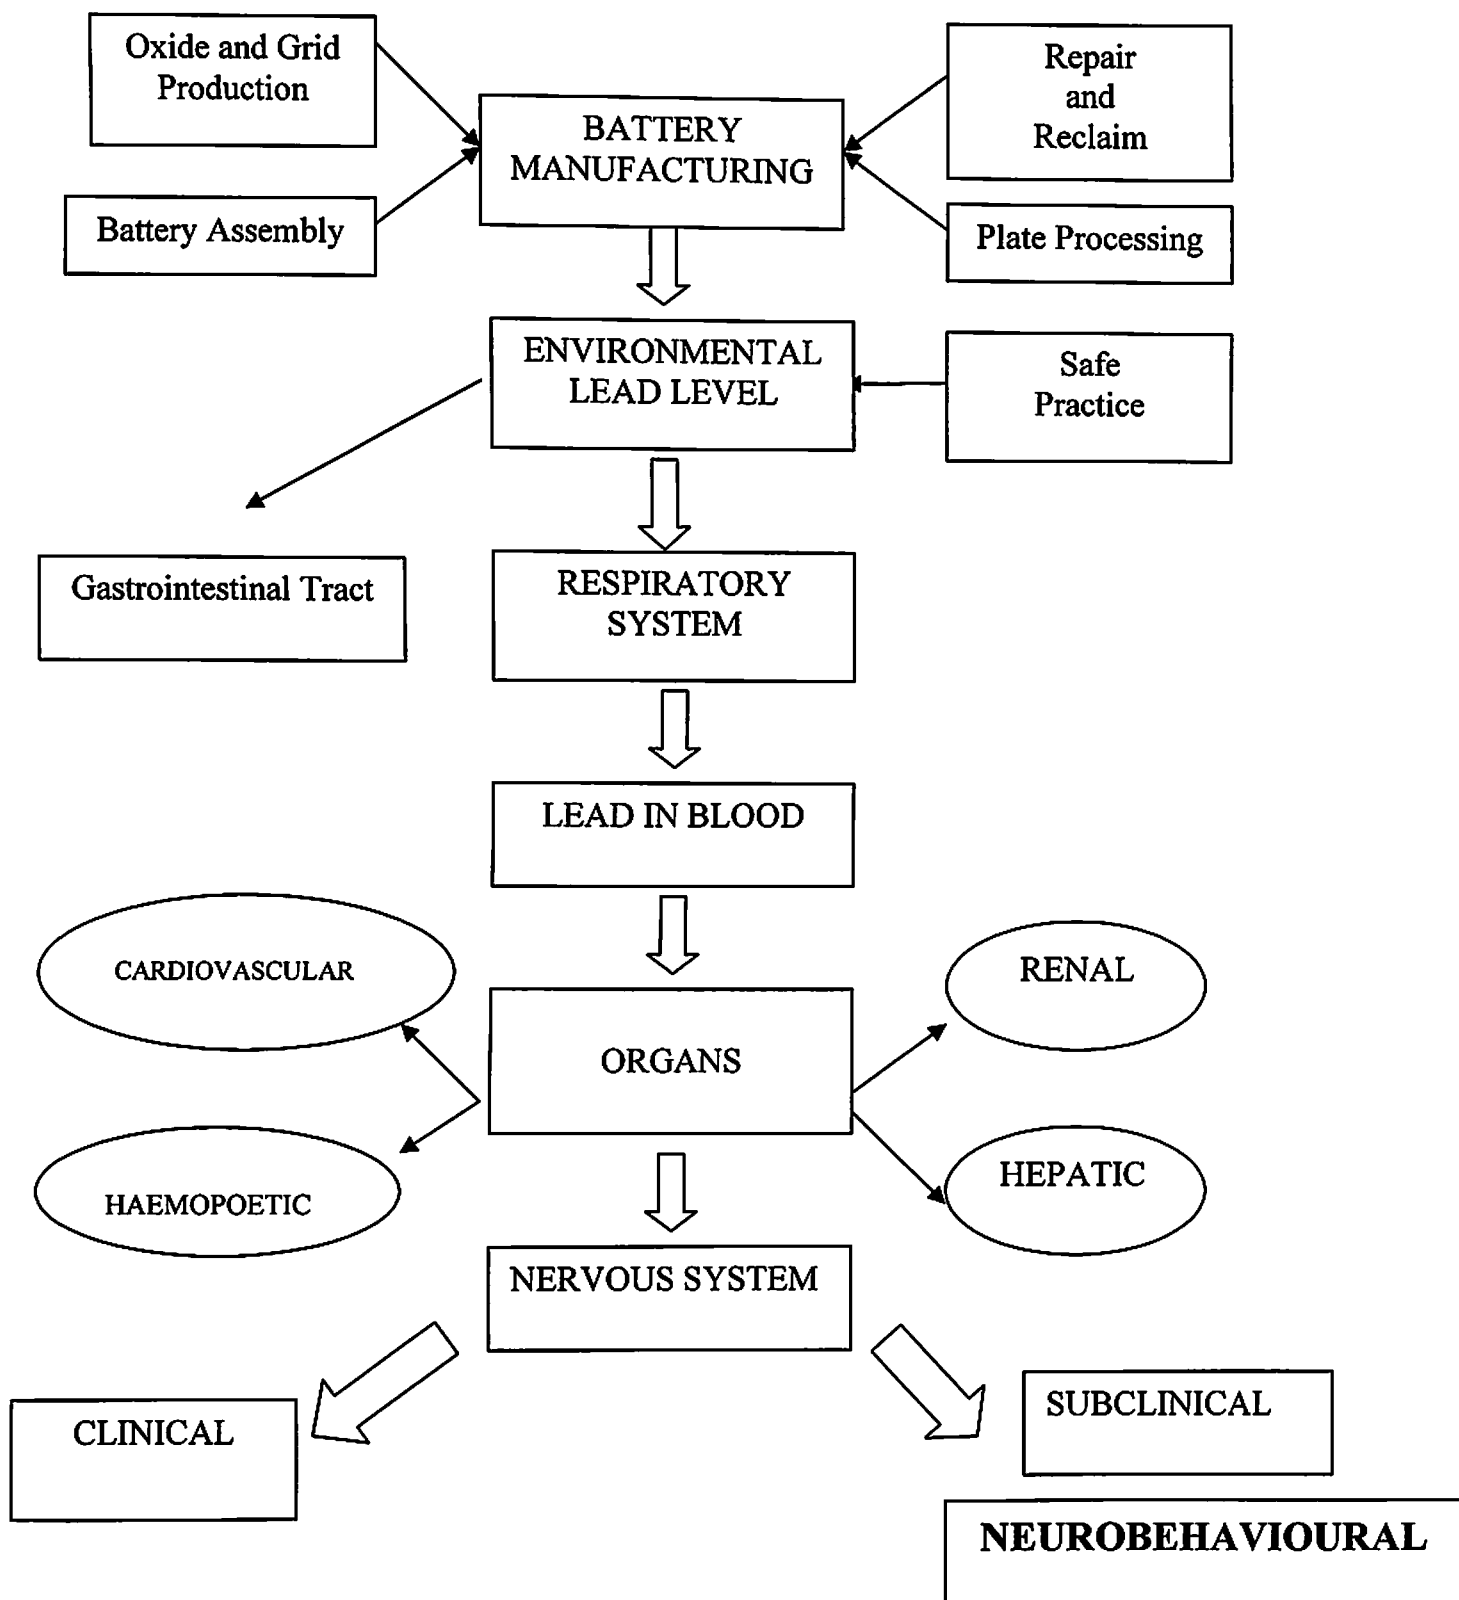 Oxide and Grid
Production
Repair
and
Reclaim
BATTERY
MANUFACTURING
Battery Assembly
Plate Processing
ENVIRONMENTAL
LEAD LEVEL
Safe
Practice
Gastrointestinal Tract
RESPIRATORY
SYSTEM
LEAD IN BLOOD
CARDIOVASCULAR
RENAL
ORGANS
HAEMOPOETIC
HEPATIC
NERVOUS SYSTEM
CLINICAL
SUBCLINICAL
NEUROBEHAVIOURAL